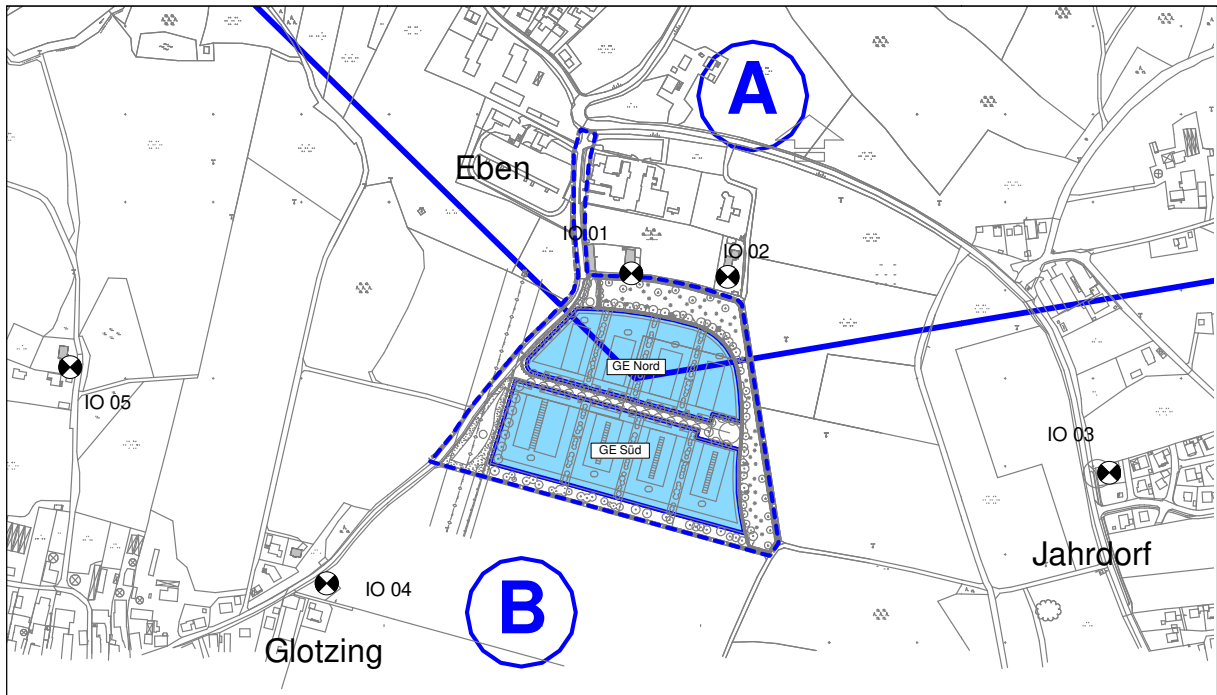 A
Eben
IO 01
IO 02
GE Nord
IO 05
IO 03
GE Süd
Jahrdorf
IO 04
B
Glotzing